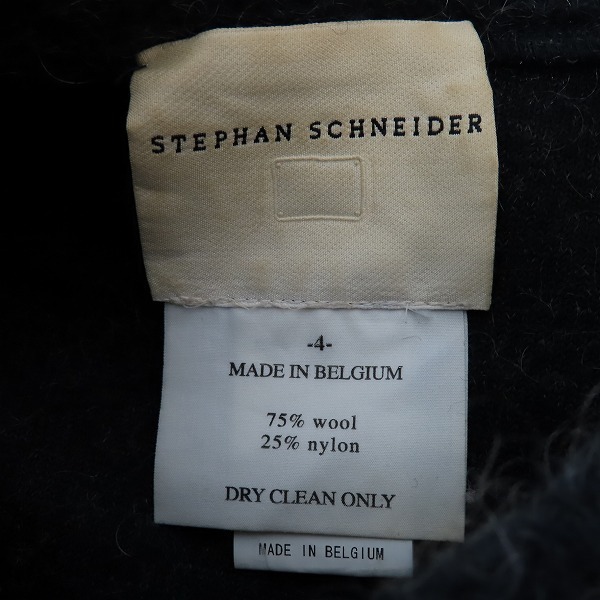 STEPHAN SCHNEIDER
-4-
MADE IN BELGIUM
75% wool
25% nylon
DRY CLEAN ONLY
MADE IN BELGIUM